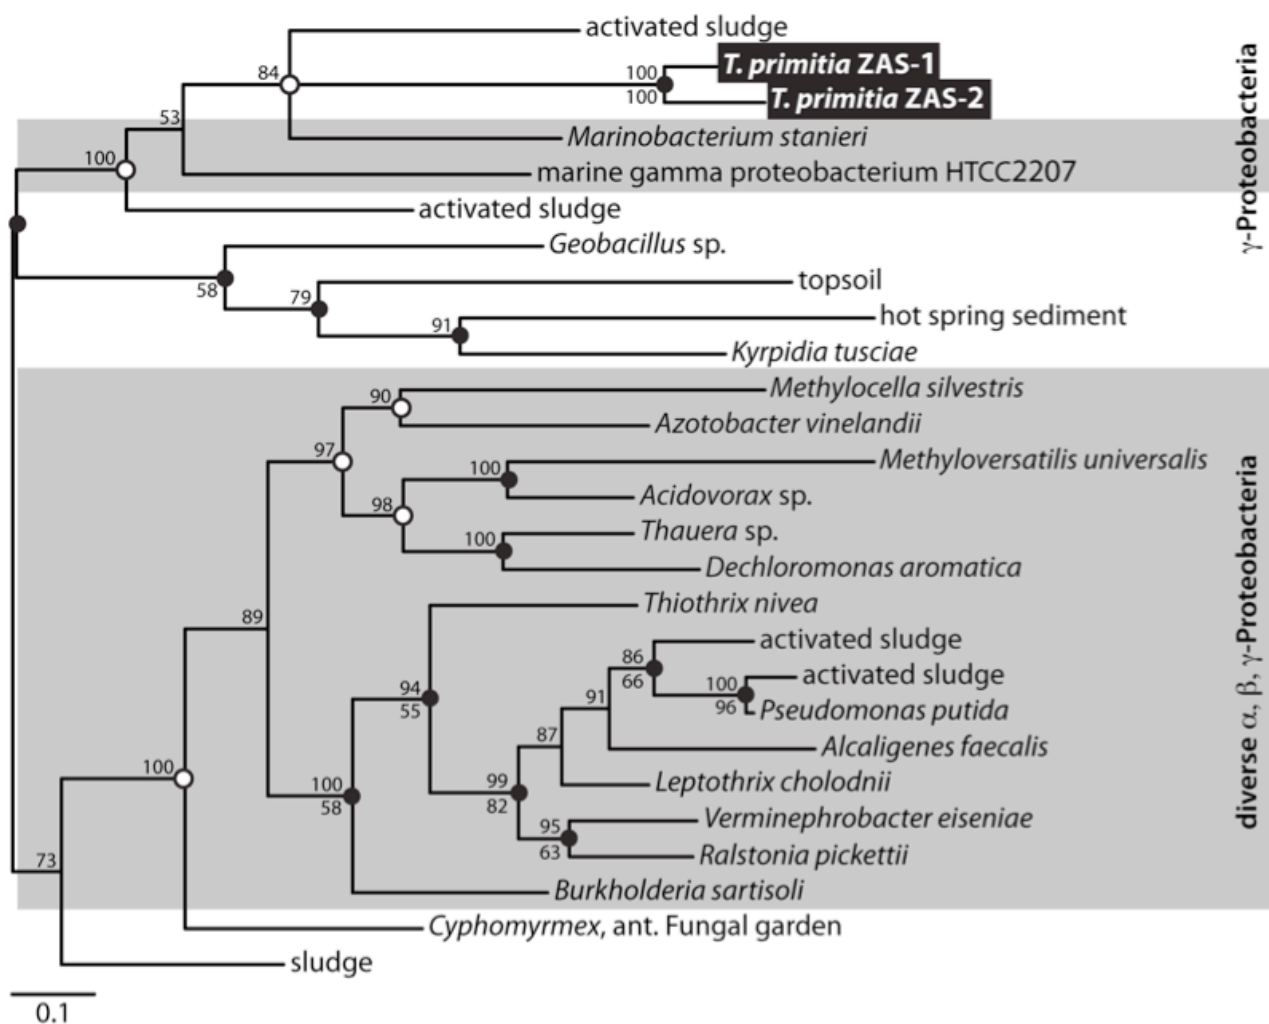 activated sludge
T. primitia ZAS-1
T. primitia ZAS-2
Marinobacterium stanieri
marine gamma proteobacterium HTCC2207
activated sludge
Geobacillus sp.
topsoil
hot spring sediment
Kyrpidia tusciae
Methylocella silvestris
Azotobacter vinelandii
Methyloversatilis universalis
Acidovorax sp.
Thauera sp.
Dechloromonas aromatica
Thiothrix nivea
activated sludge
activated sludge
Pseudomonas putida
Alcaligenes faecalis
Leptothrix cholodnii
Verminephrobacter eiseniae
Ralstonia pickettii
Burkholderia sartisoli
Cyphomyrmex, ant. Fungal garden
sludge
84
100
100
53
100
58
79
91
90
97
100
98
100
89
86
66
100
96
91
94
55
87
100
100
58
99
82
95
63
73
0.1
γ-Proteobacteria
diverse α, β, γ-Proteobacteria